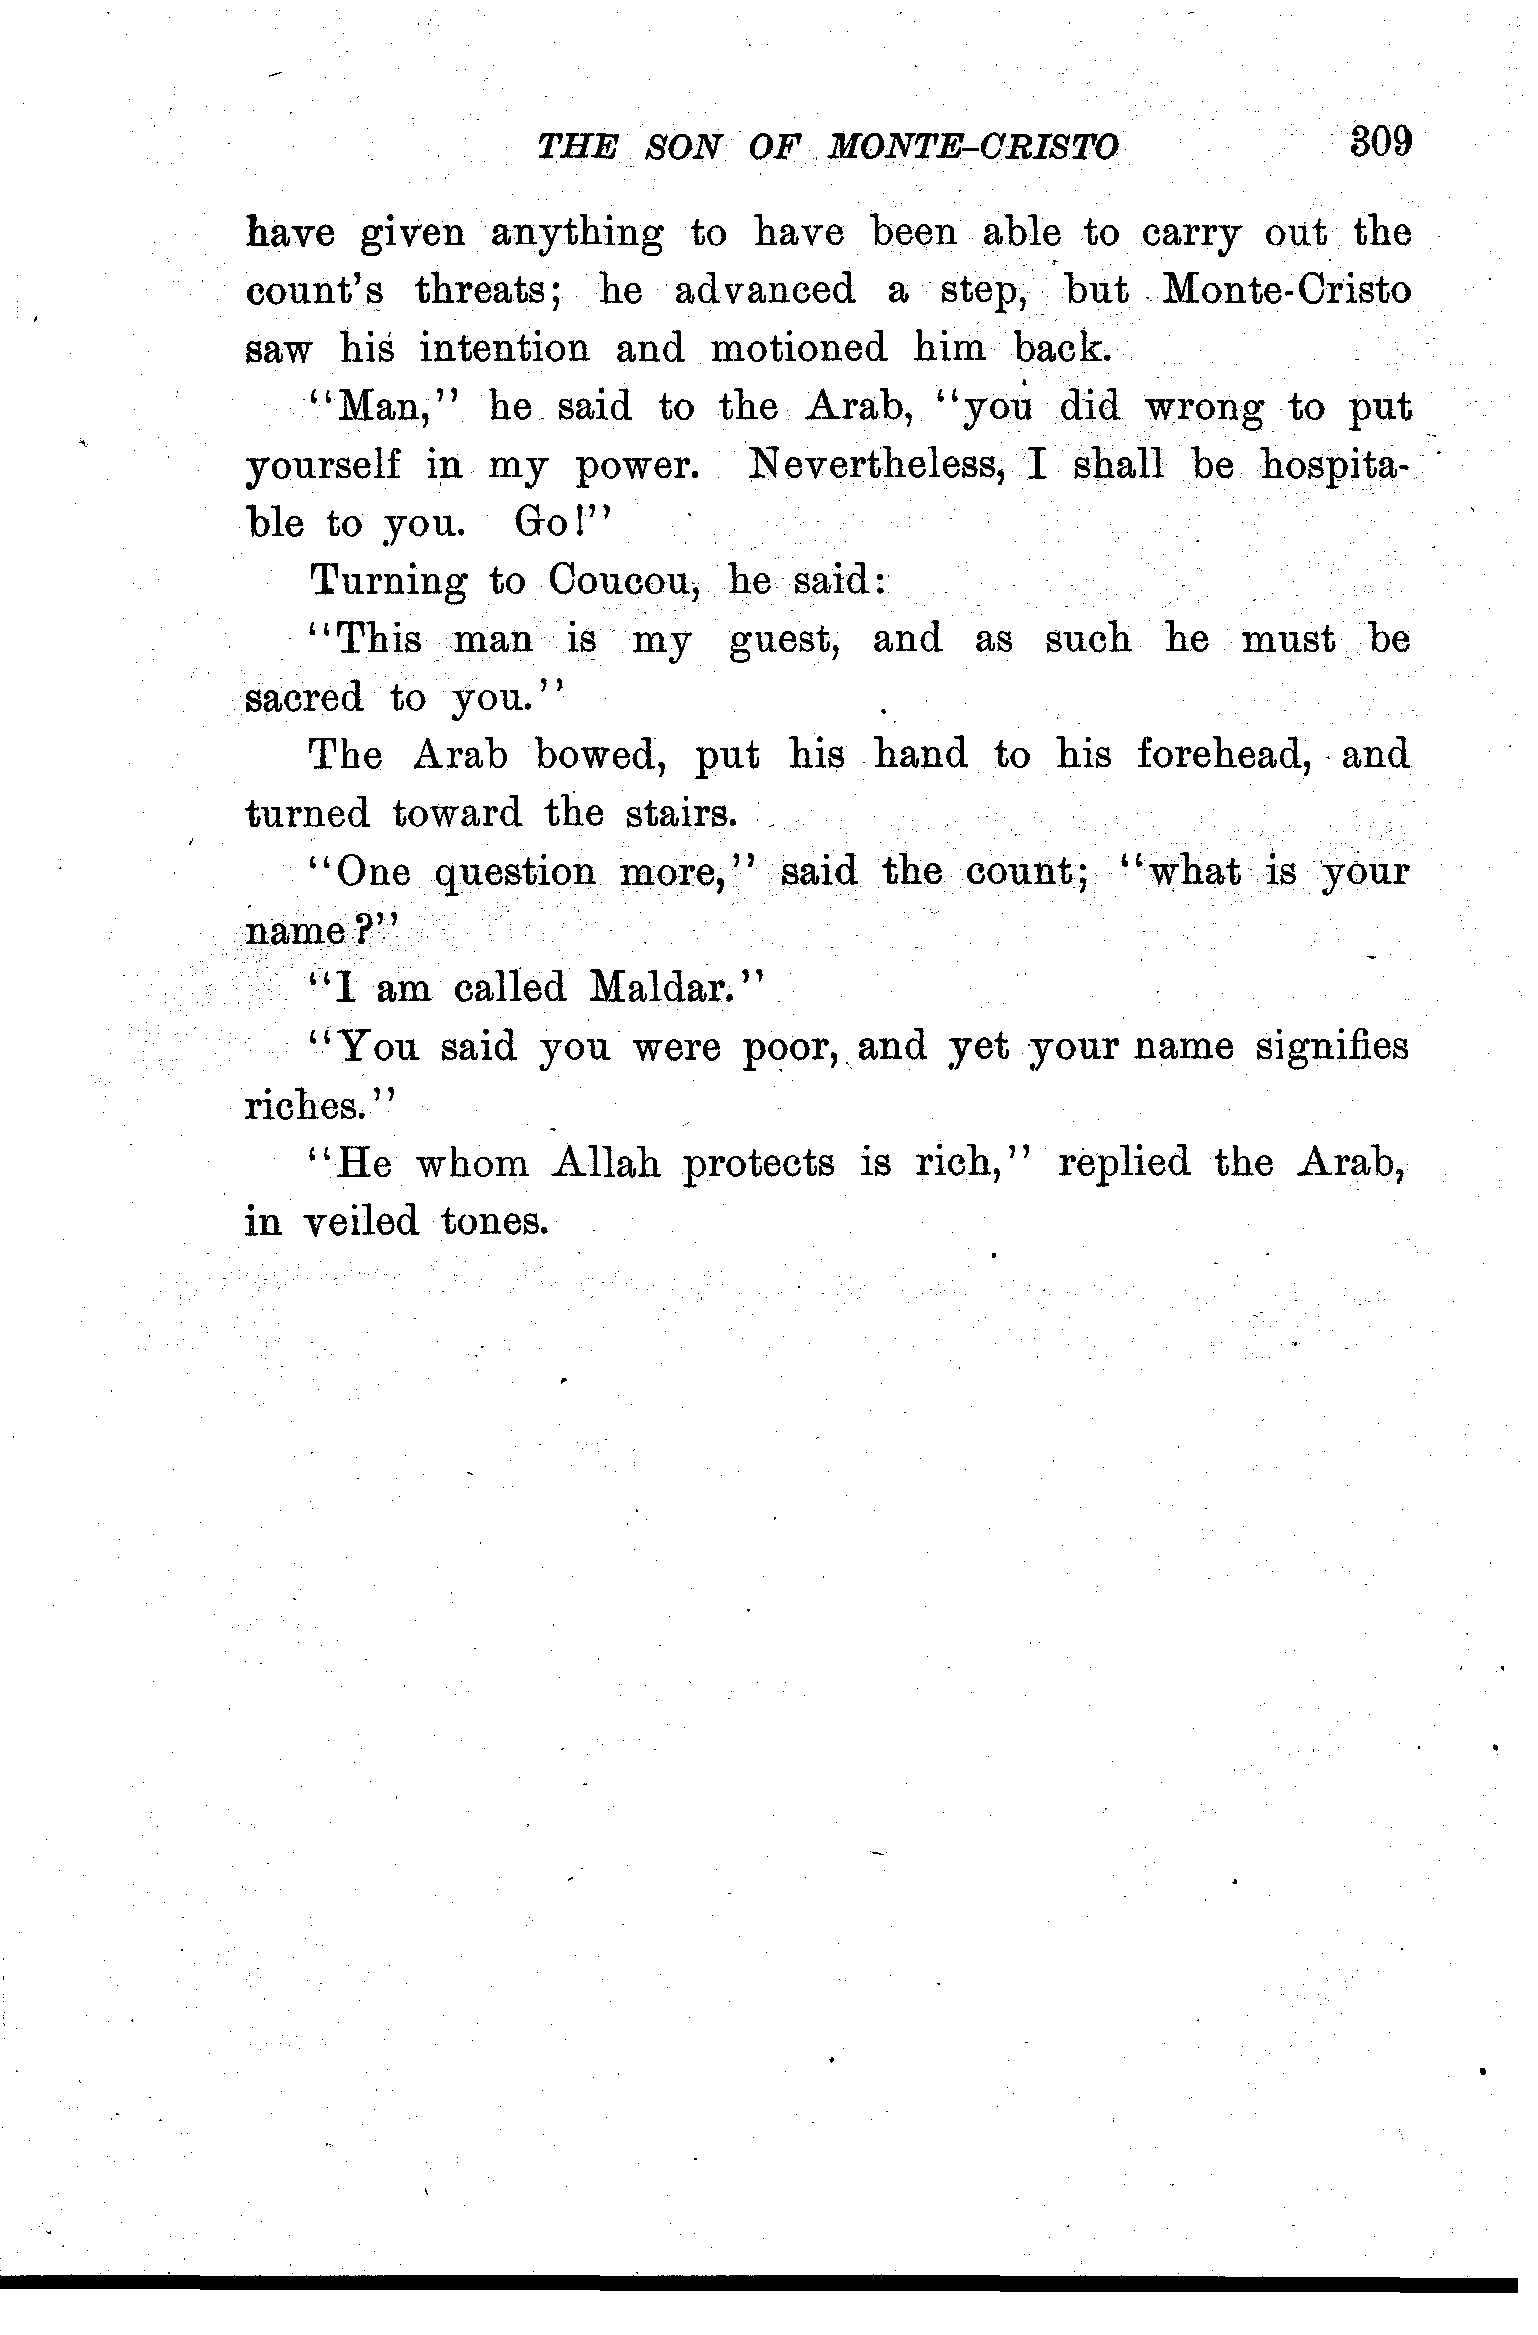 THE SON OF MONTE-CRISTO 309
have given anything to have been able to carry out the
count's threats; he advanced a step, but Monte-Cristo
saw his intention and motioned him back.
"Man," he said to the Arab, "you did wrong to put
yourself in my power. Nevertheless, I shall be hospita-
ble to you. Go!"
Turning to Coucou, he said:
"This man is my guest, and as such he must be
sacred to you."
The Arab bowed, put his hand to his forehead, and
turned toward the stairs.
"One question more," said the count; "what is your
name?"
"I am called Maldar."
"You said you were poor, and yet your name signifies
riches."
"He whom Allah protects is rich," replied the Arab,
in veiled tones.